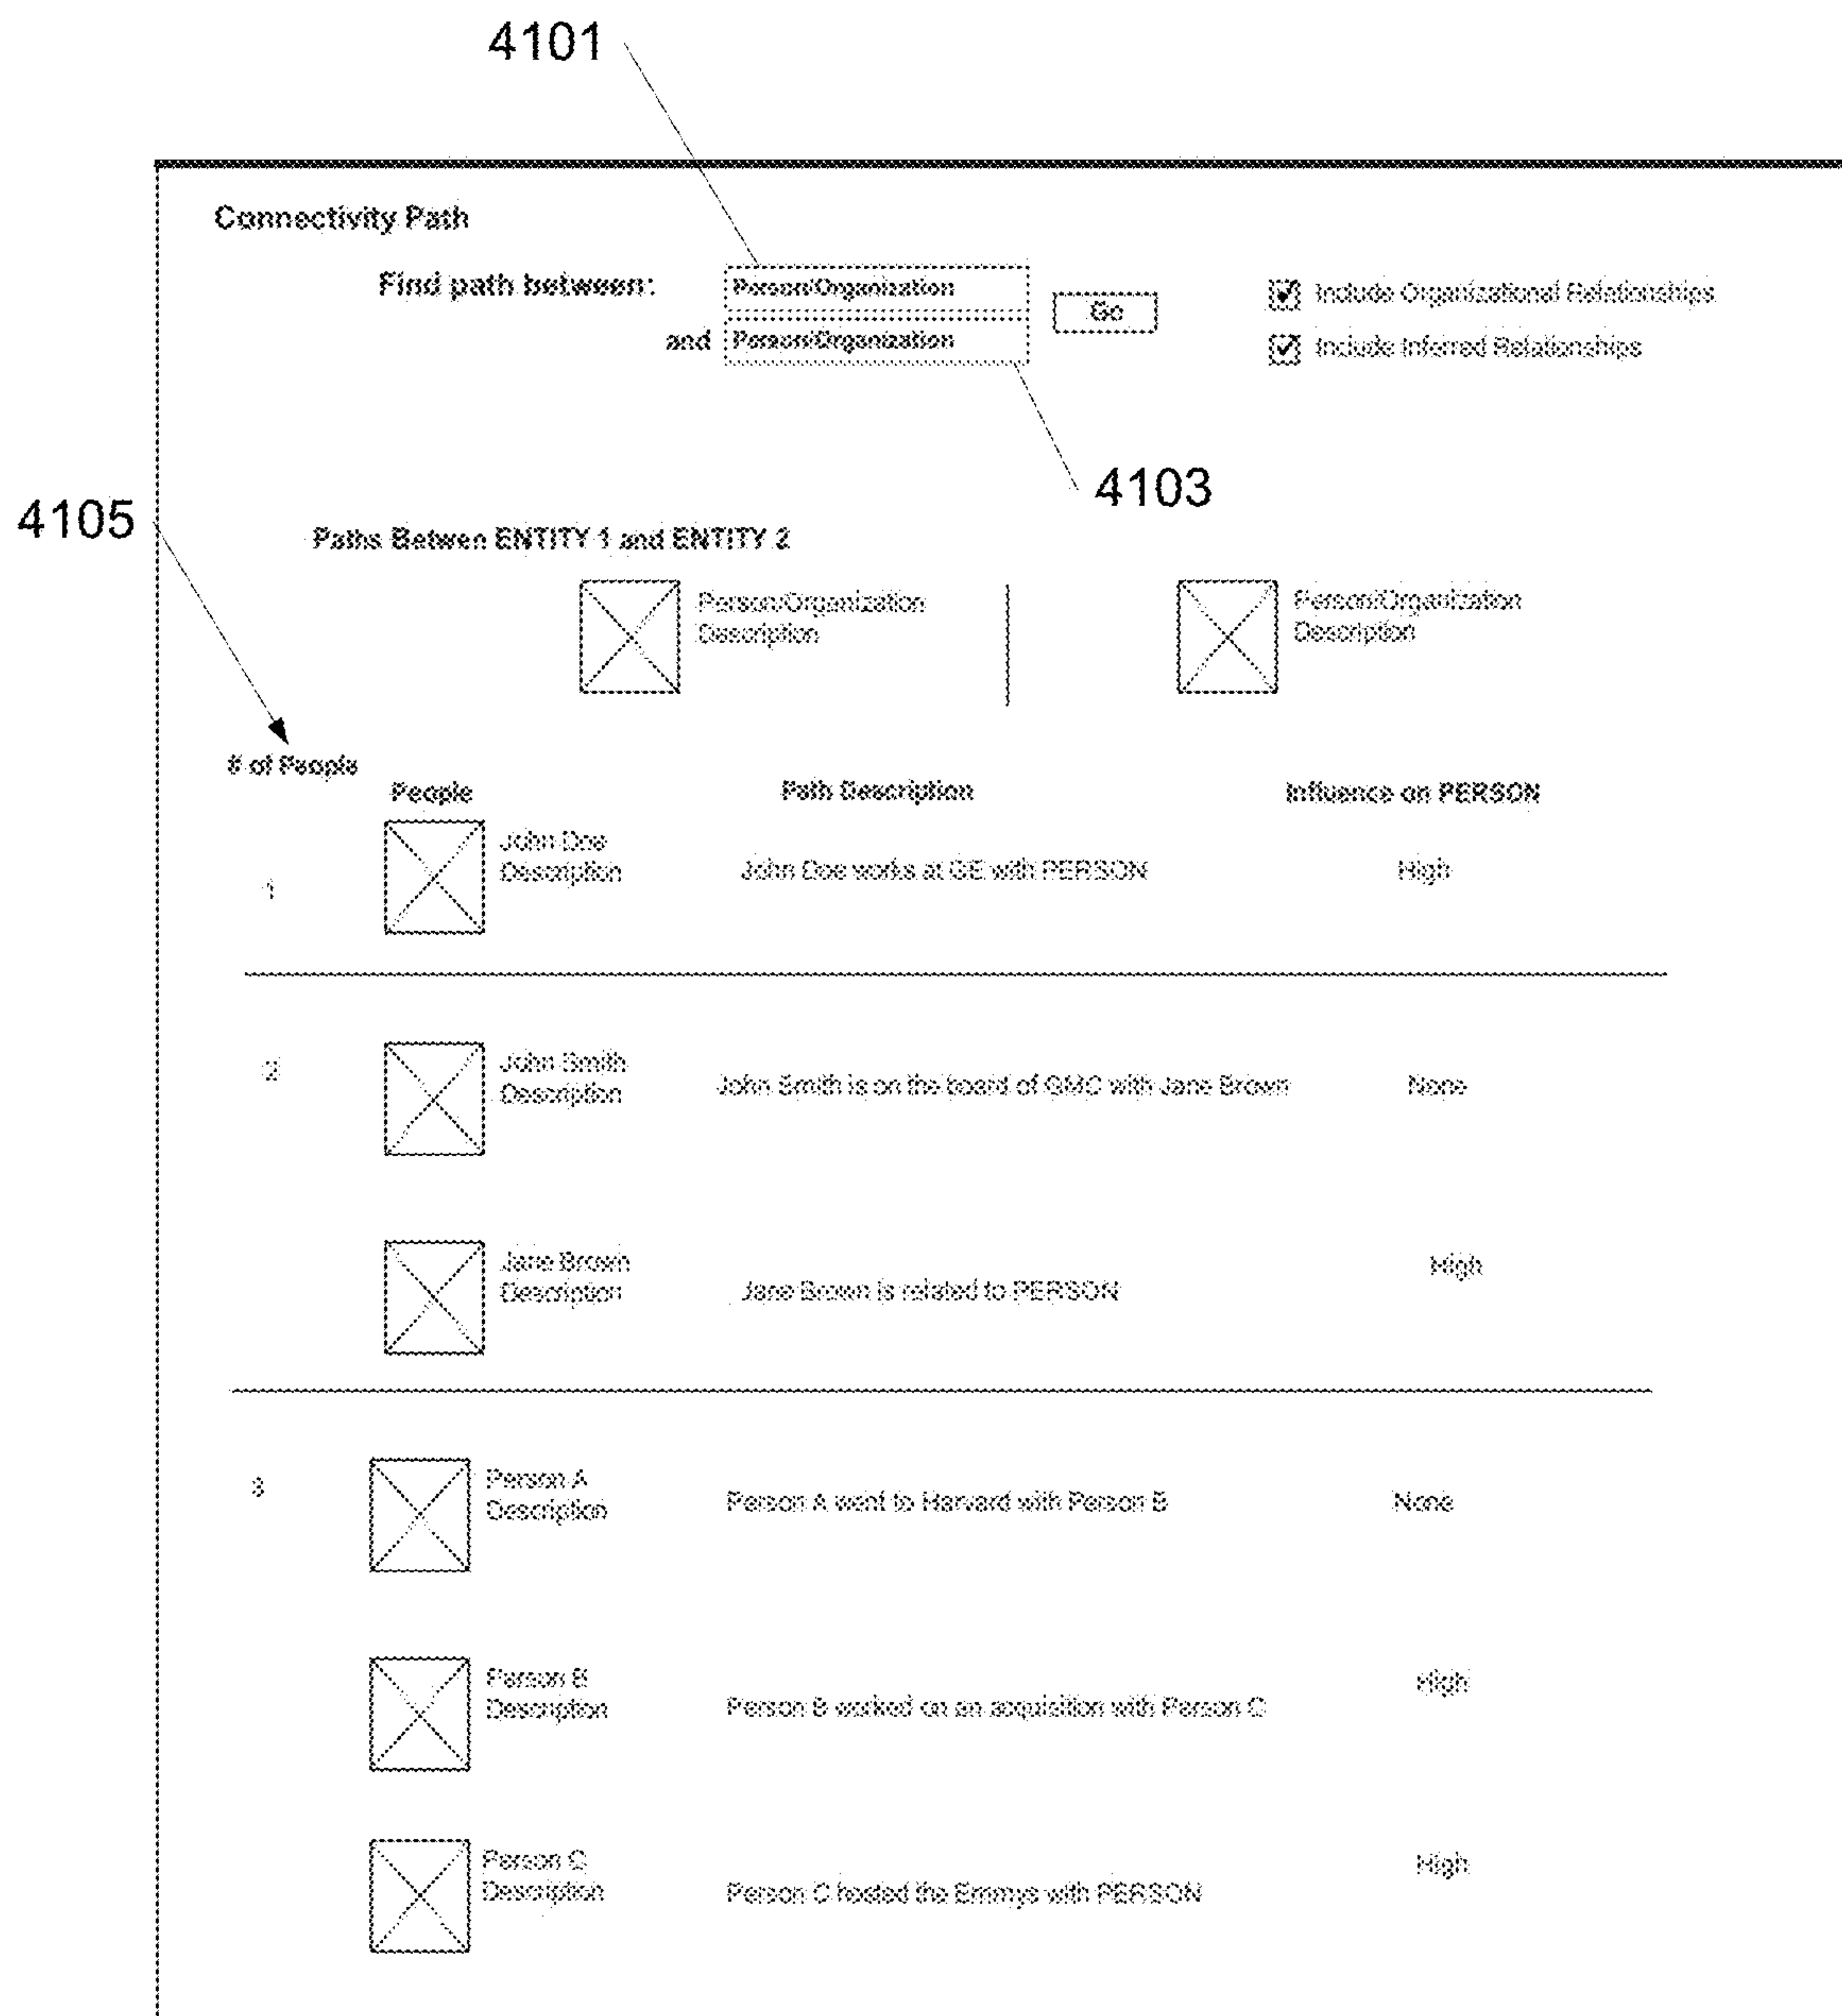 4101
Connectivity Path
Find path between:
Person/Organization
Go
Include Organizational Relationships
and
Person/Organization
Include Inferred Relationships
4103
4105
Paths Betwen ENTITY 1 and ENTITY 2
Person/Organization
Description
Person/Organization
Description
# of People
People
Path Description
Influence on PERSON
1
John Doe
Description
John Doe works at GE with PERSON
High
2
John Smith
Description
John Smith is on the board of GMC with Jane Brown
None
Jane Brown
Description
Jane Brown is related to PERSON
High
3
Person A
Description
Person A went to Harvard with Person B
None
Person B
Description
Person B worked on an acquisition with Person C
High
Person C
Description
Person C hosted the Emmys with PERSON
High